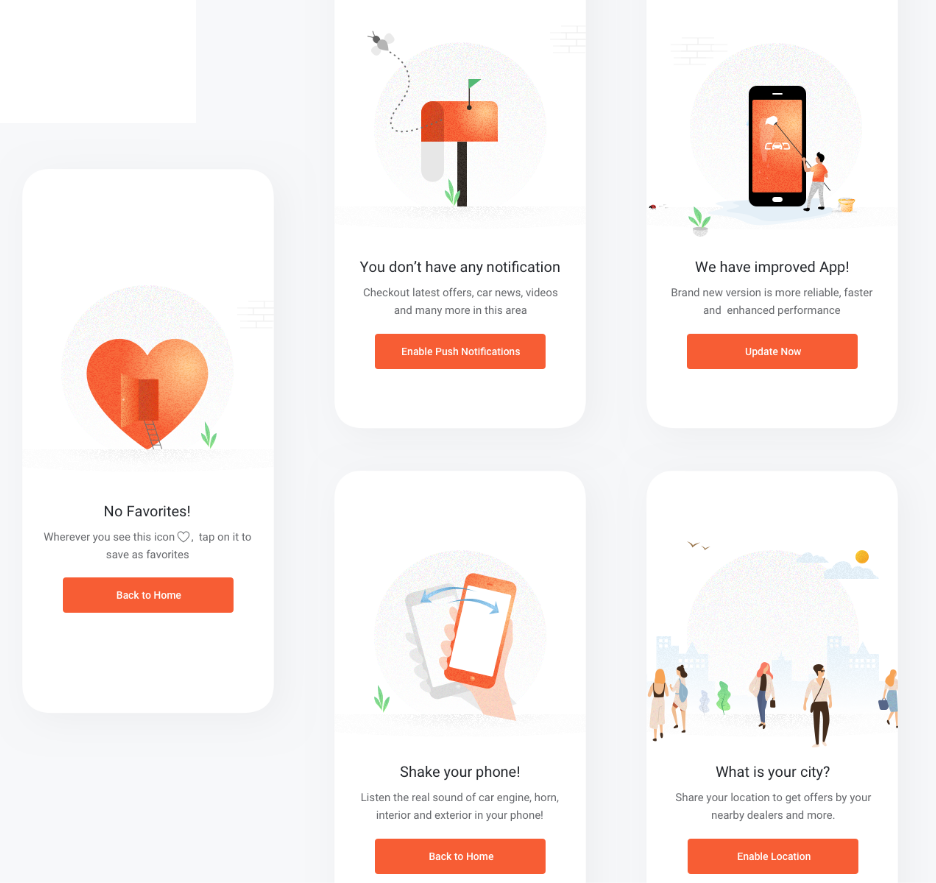 You don't have any notification
Checkout latest offers, car news, videos
and many more in this area
Enable Push Notifications
We have improved App!
Brand new version is more reliable, faster
and  enhanced performance
Update Now
No Favorites!
Wherever you see this icon ,  tap on it to
save as favorites
Back to Home
Shake your phone!
Listen the real sound of car engine, horn,
interior and exterior in your phone!
Back to Home
What is your city?
Share your location to get offers by your
nearby dealers and more.
Enable Location